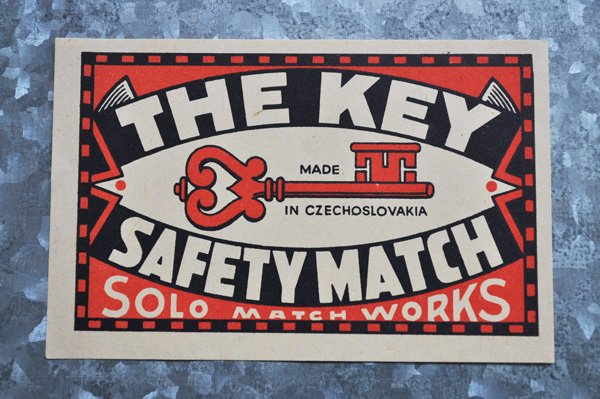 THE KEY
MADE
IN CZECHOSLOVAKIA
SAFETY MATCH
SOLO MATCH WORKS